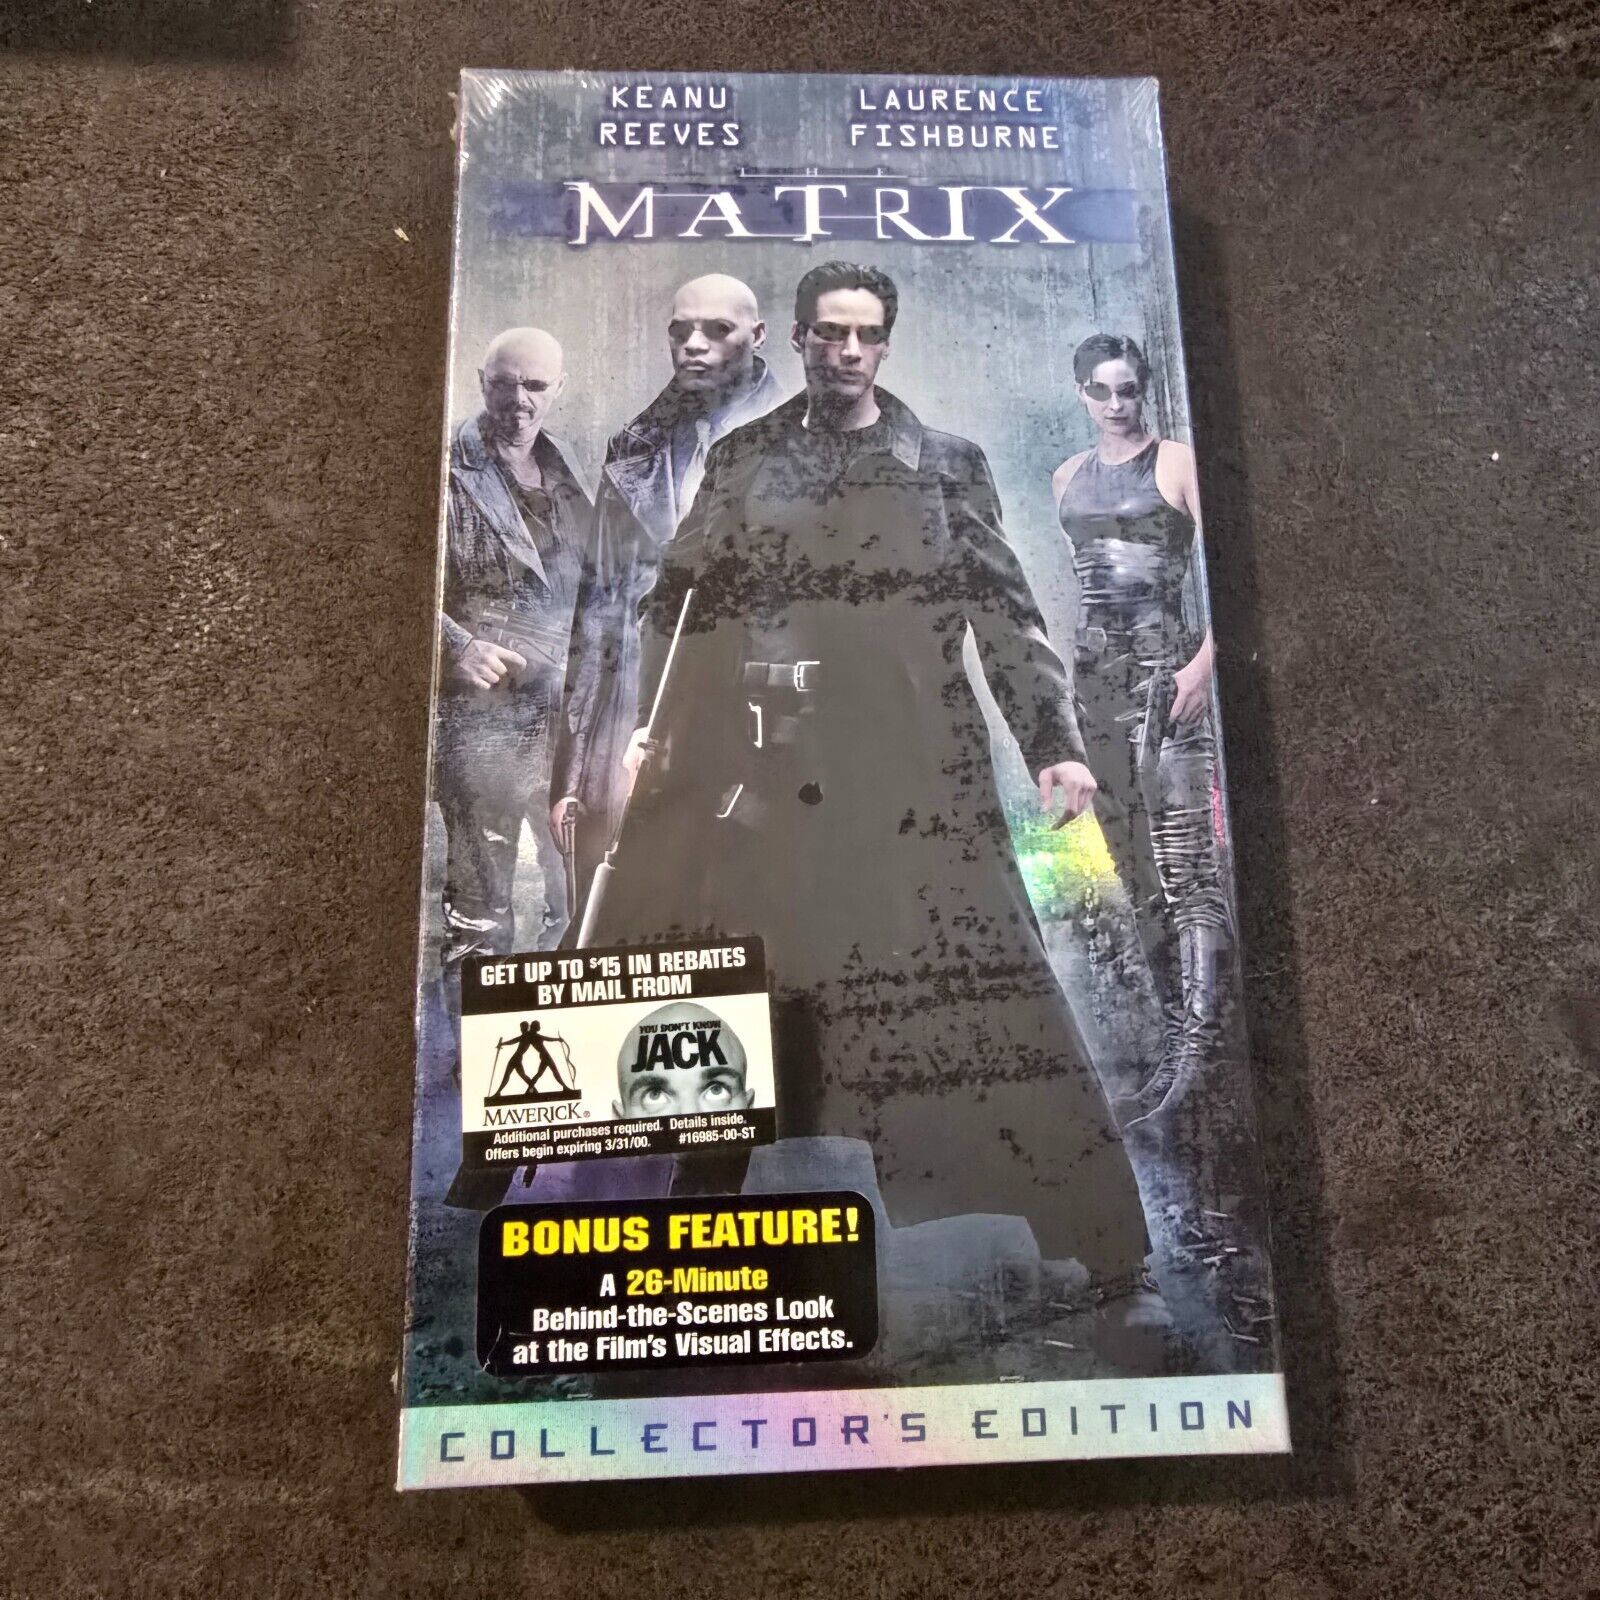 KEANU REEVES
LAURENCE FISHBURNE
THE
MATRIX
GET UP TO $15 IN REBATES
BY MAIL FROM
MAVERICK®
YOU DON'T KNOW
JACK
Additional purchases required. Details inside.
Offers begin expiring 3/31/00. #16985-00-ST
BONUS FEATURE!
A 26-Minute
Behind-the-Scenes Look
at the Film's Visual Effects.
COLLECTOR'S EDITION